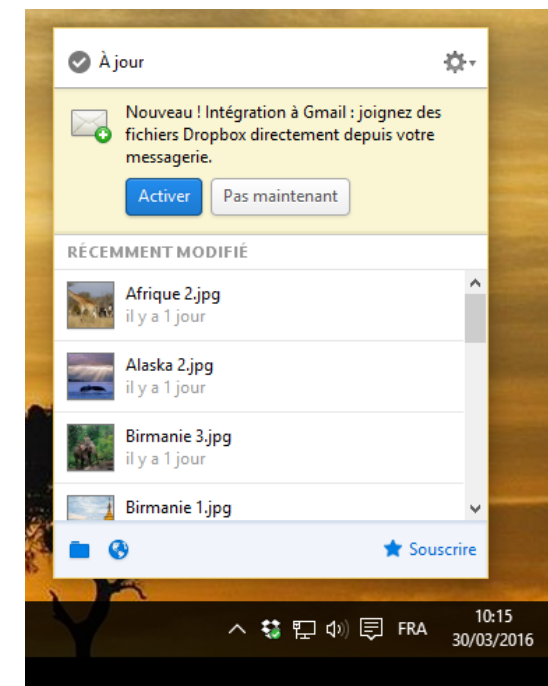 À jour
Nouveau ! Intégration à Gmail : joignez des
fichiers Dropbox directement depuis votre
messagerie.
Activer
Pas maintenant
RÉCEMMENT MODIFIÉ
Afrique 2.jpg
il y a 1 jour
Alaska 2.jpg
il y a 1 jour
Birmanie 3.jpg
il y a 1 jour
Birmanie 1.jpg
Souscrire
FRA
10:15
30/03/2016